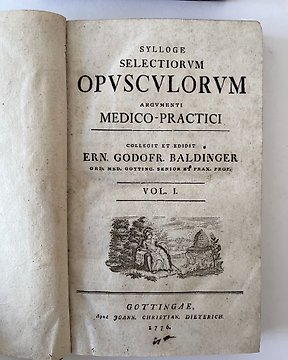 SYLLOGE
SELECTIORVM
OPVSCVLORVM
ARGVMENTI
MEDICO-PRACTICI
COLLEGIT ET EDIDIT
ERN. GODOFR. BALDINGER
ORD. MED. GOTTING. SENIOR ET PRAX. PROF.
VOL. I.
GOTTINGAE,
Apud JOANN. CHRISTIAN. DIETERICH.
1776.